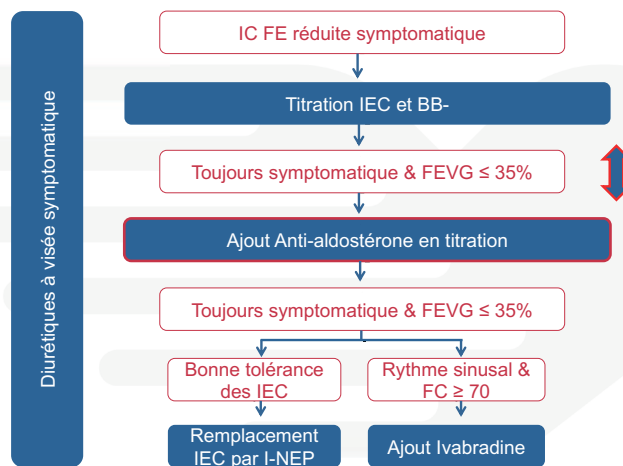 Diurétiques à visée symptomatique
IC FE réduite symptomatique
Titration IEC et BB-
Toujours symptomatique & FEVG ≤ 35%
Ajout Anti-aldostérone en titration
Toujours symptomatique & FEVG ≤ 35%
Bonne tolérance
des IEC
Rythme sinusal &
FC ≥ 70
Remplacement
IEC par I-NEP
Ajout Ivabradine